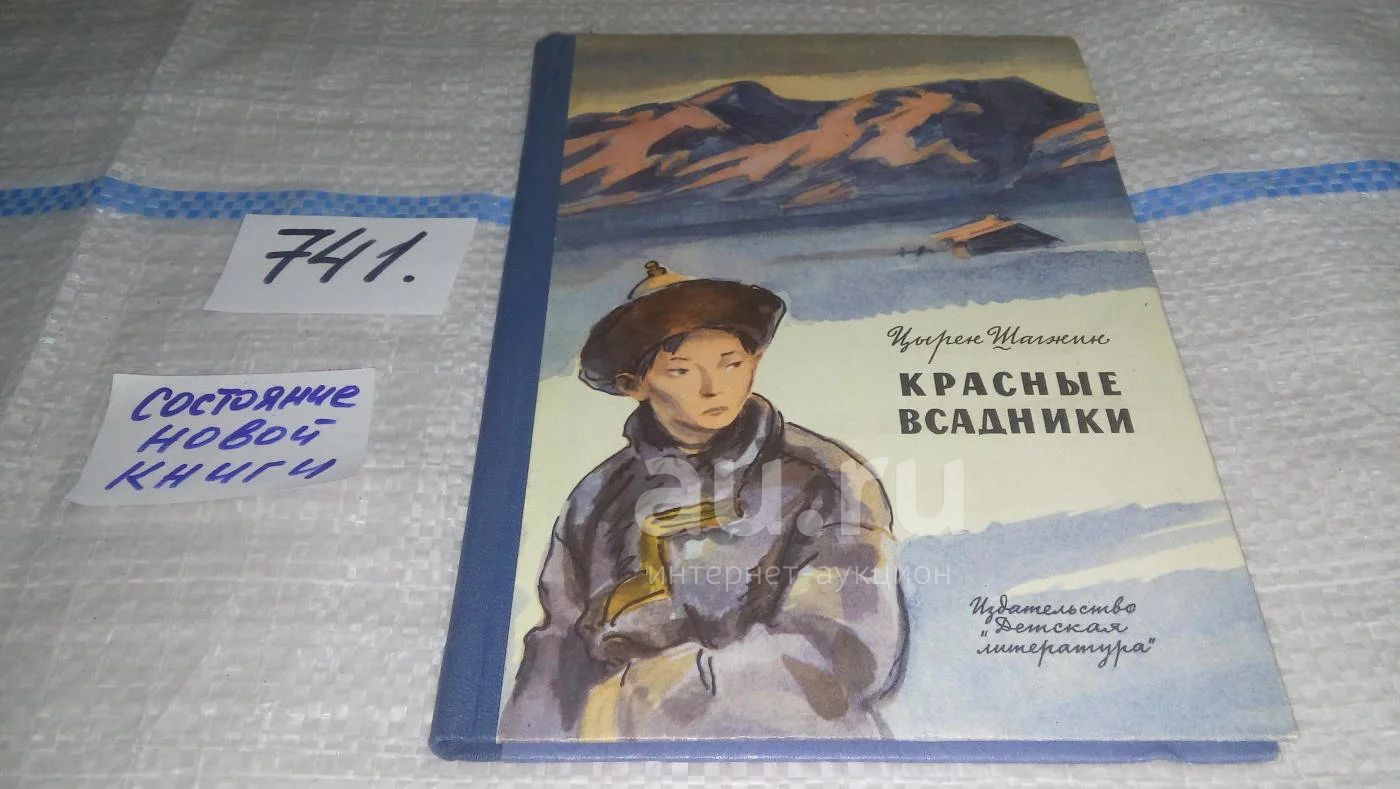 741.
СОСТОЯНИЕ
НОВОЙ
КНИГИ
Цырен Шагжин
КРАСНЫЕ
ВСАДНИКИ
au.ru
интернет-аукцион
Издательство
"Детская
литература"